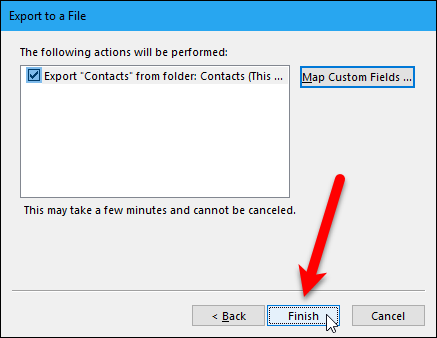 Export to a File
The following actions will be performed:
Export "Contacts" from folder: Contacts (This ...
Map Custom Fields ...
This may take a few minutes and cannot be canceled.
< Back
Finish
Cancel